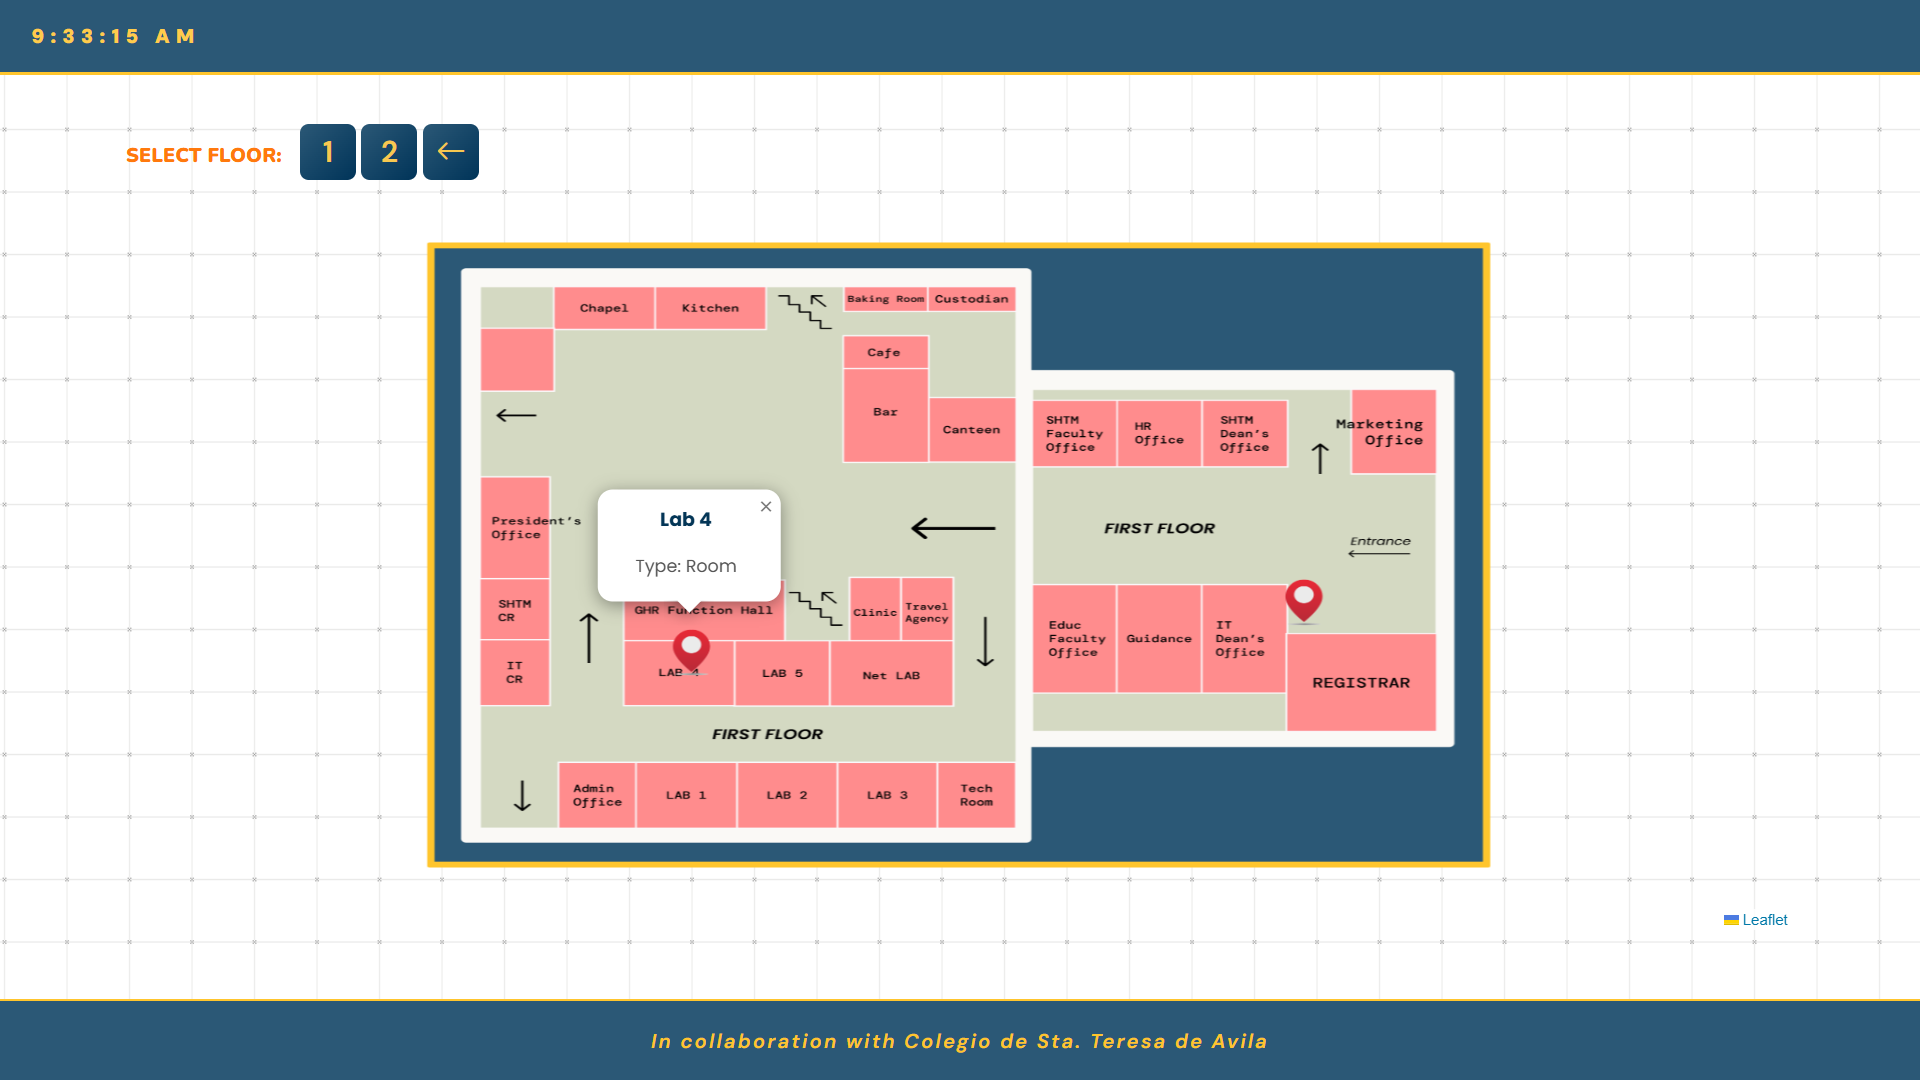 9:33:15 AM
SELECT FLOOR:
1
2
Chapel
Kitchen
Baking Room
Custodian
Cafe
Bar
Canteen
SHTM
Faculty
Office
HR
Office
SHTM
Dean's
Office
Marketing
Office
President's
Office
Lab 4
Type: Room
FIRST FLOOR
Entrance
SHTM
CR
GHR Function Hall
Clinic
Travel
Agency
Educ
Faculty
Office
Guidance
IT
Dean's
Office
IT
CR
LAB 4
LAB 5
Net LAB
REGISTRAR
FIRST FLOOR
Admin
Office
LAB 1
LAB 2
LAB 3
Tech
Room
Leaflet
In collaboration with Colegio de Sta. Teresa de Avila